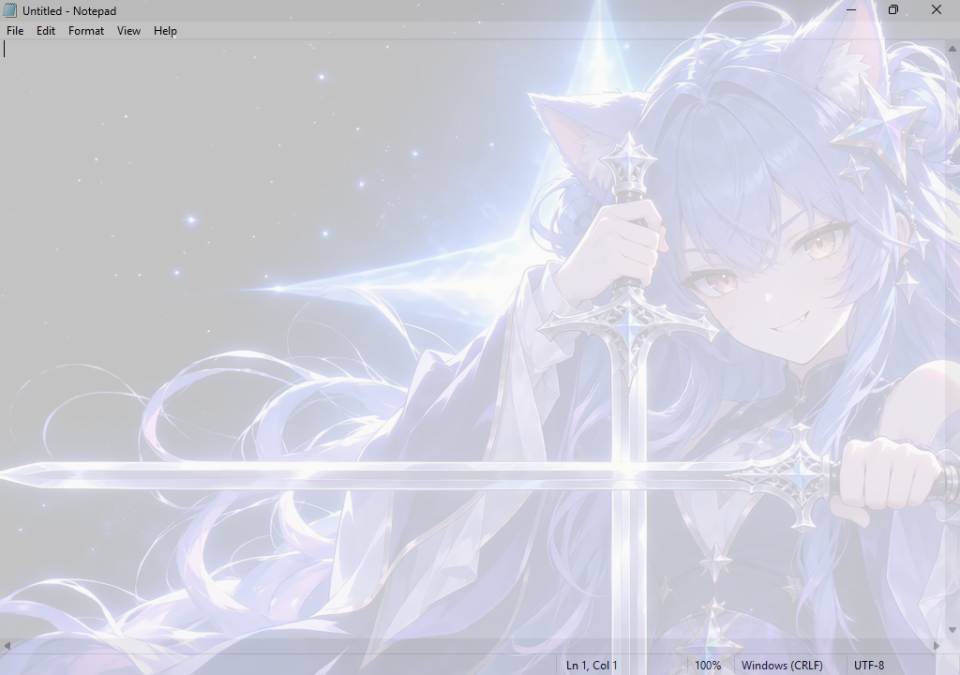 Untitled - Notepad
File Edit Format View Help
Ln 1, Col 1 100% Windows (CRLF) UTF-8